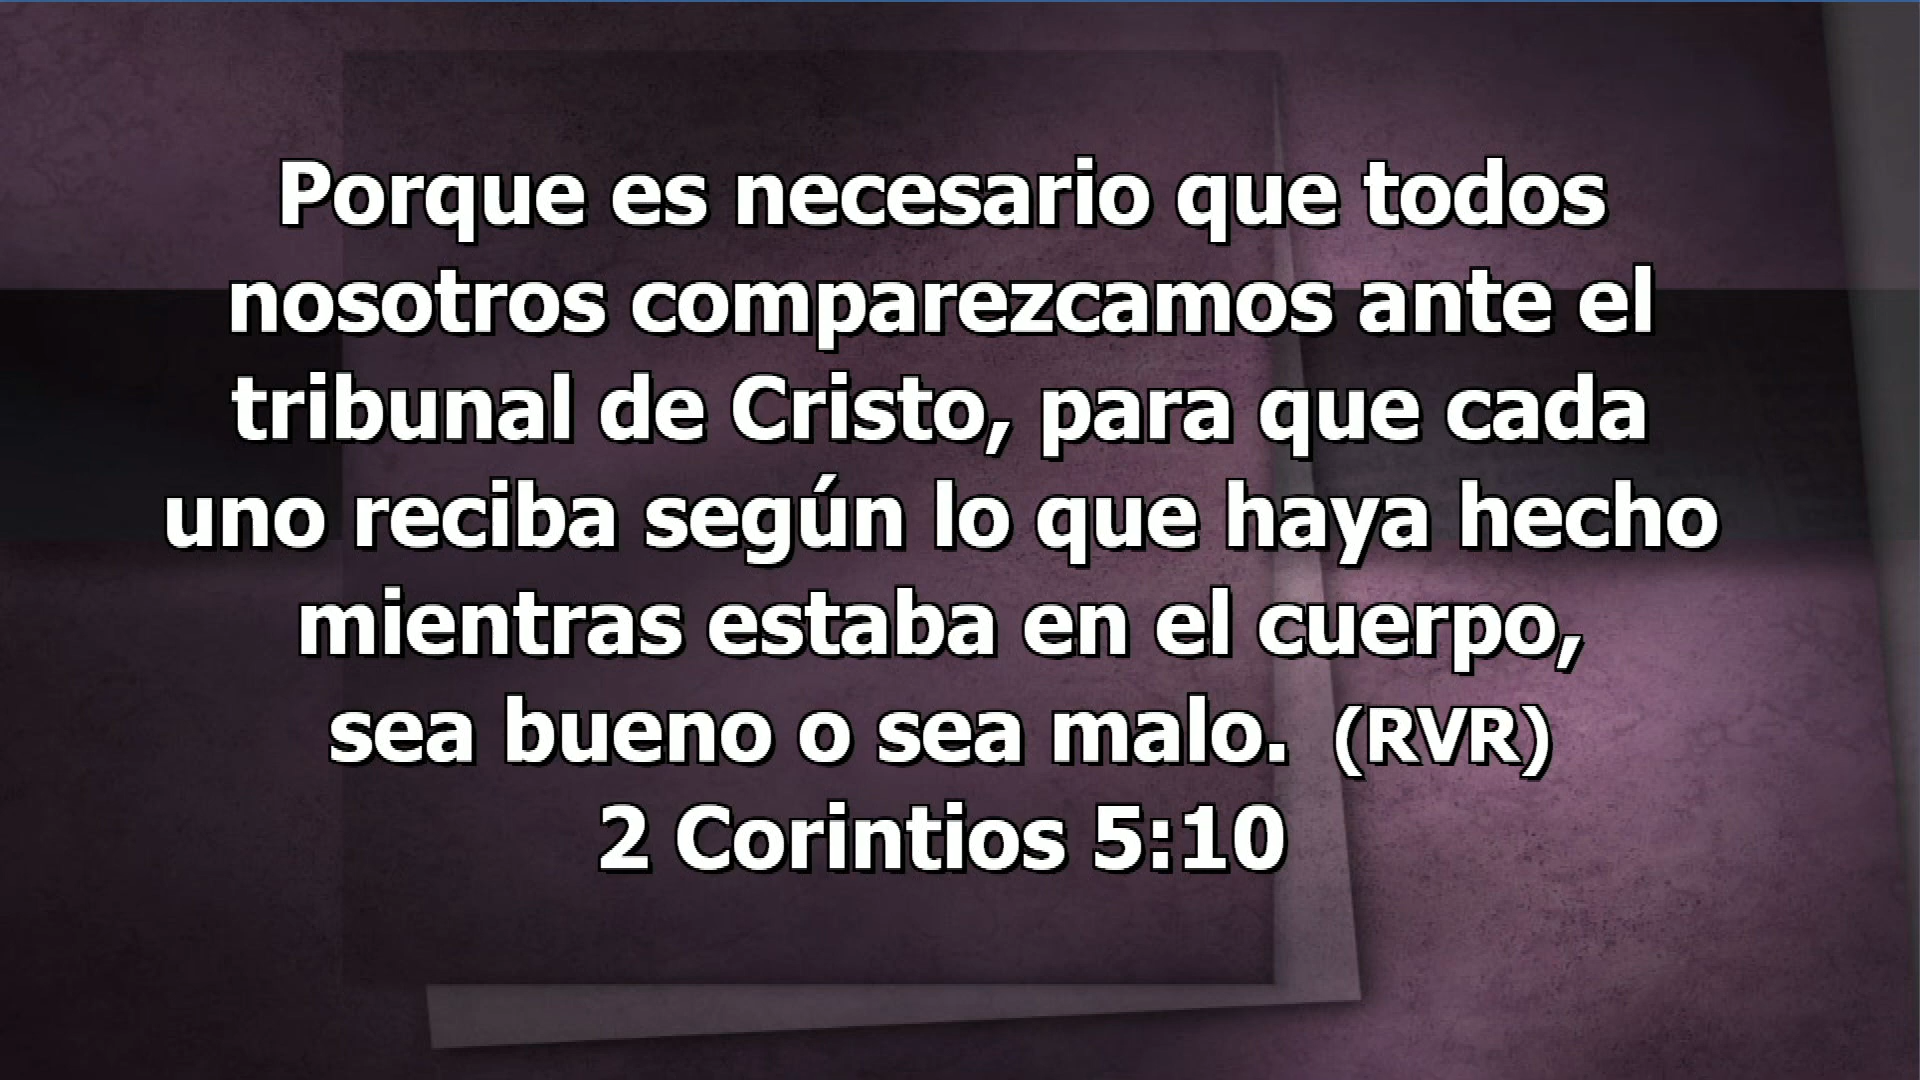 Porque es necesario que todos
nosotros comparezcamos ante el
tribunal de Cristo, para que cada
uno reciba según lo que haya hecho
mientras estaba en el cuerpo,
sea bueno o sea malo. (RVR)
2 Corintios 5:10